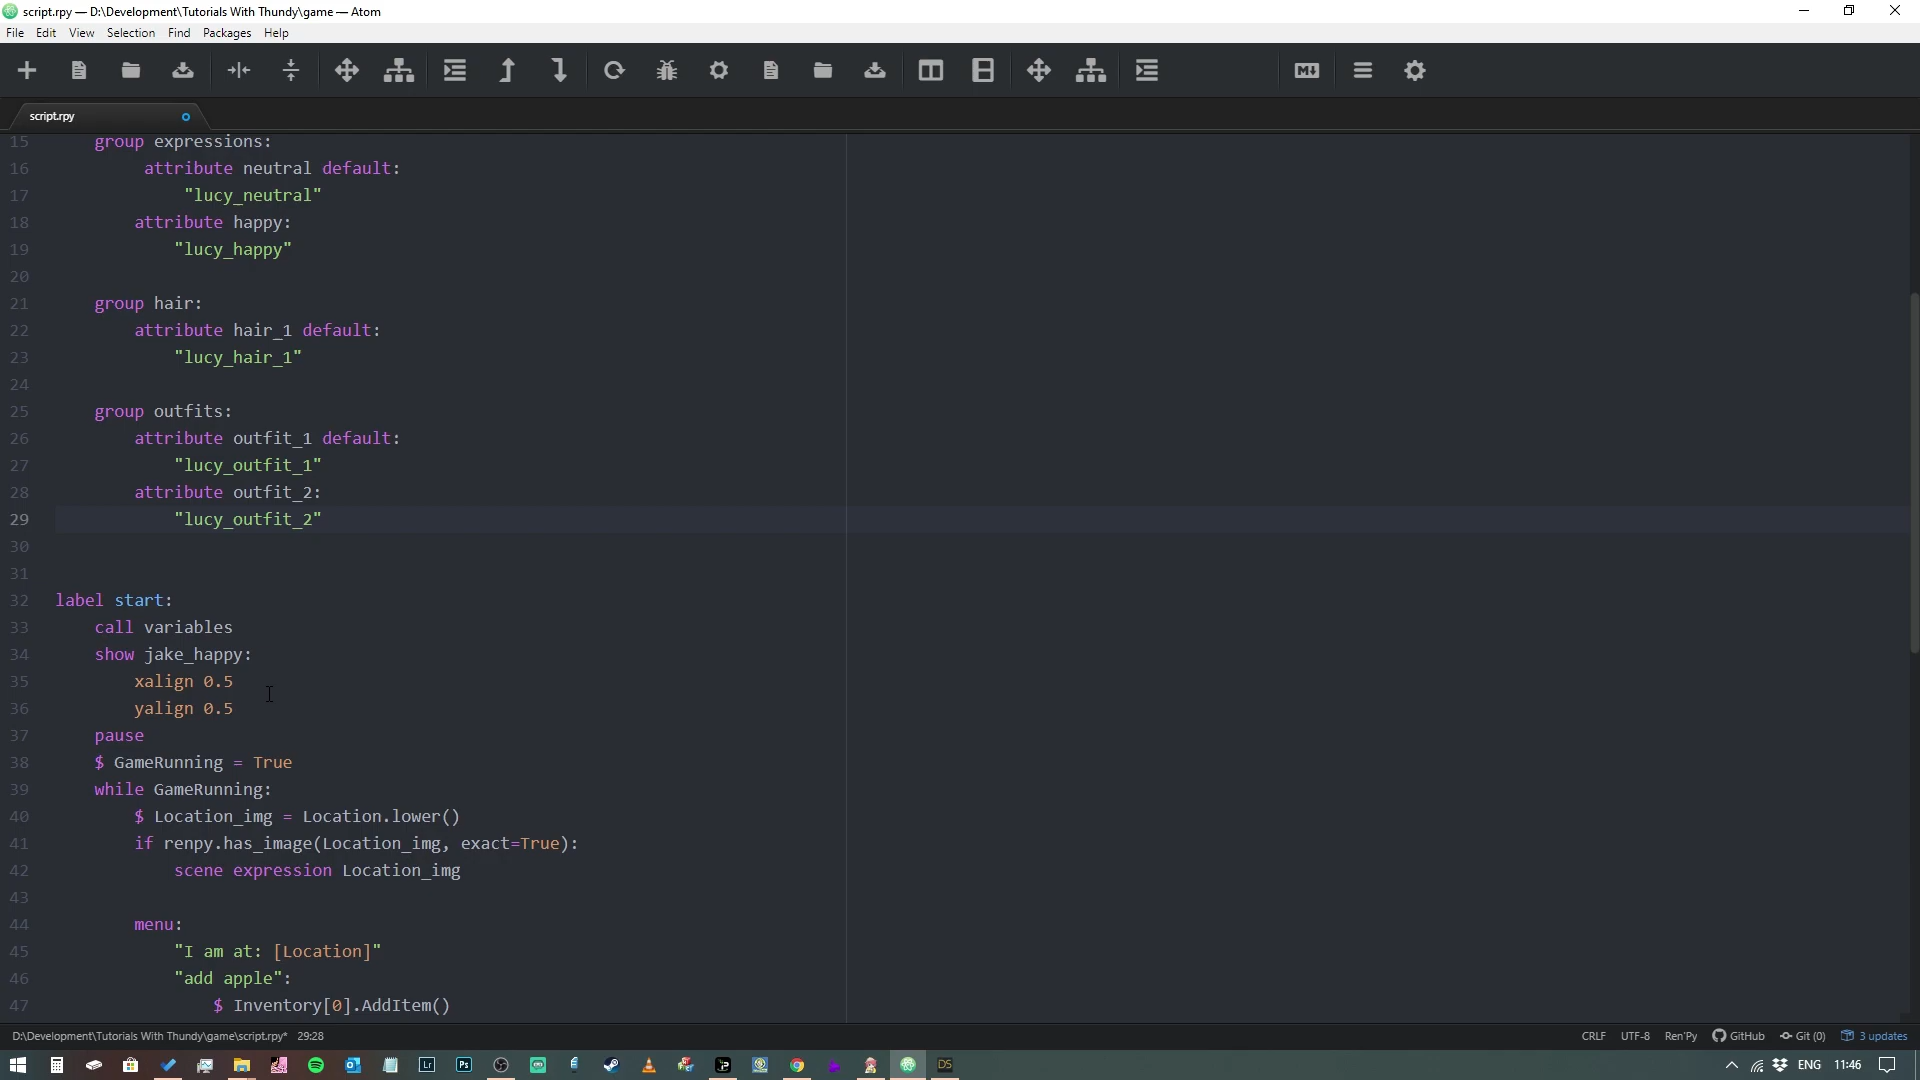 script.rpy — D:\Development\Tutorials With Thundy\game — Atom
File Edit View Selection Find Packages Help
script.rpy
15 group expressions:
16 attribute neutral default:
17 "lucy_neutral"
18 attribute happy:
19 "lucy_happy"
20
21 group hair:
22 attribute hair_1 default:
23 "lucy_hair_1"
24
25 group outfits:
26 attribute outfit_1 default:
27 "lucy_outfit_1"
28 attribute outfit_2:
29 "lucy_outfit_2"
30
31
32 label start:
33 call variables
34 show jake_happy:
35 xalign 0.5
36 yalign 0.5
37 pause
38 $ GameRunning = True
39 while GameRunning:
40 $ Location_img = Location.lower()
41 if renpy.has_image(Location_img, exact=True):
42 scene expression Location_img
43
44 menu:
45 "I am at: [Location]"
46 "add apple":
47 $ Inventory[0].AddItem()
D:\Development\Tutorials With Thundy\game\script.rpy* 29:28 CRLF UTF-8 Ren'Py GitHub Git (0) 3 updates
Lr Ps DS ENG 11:46